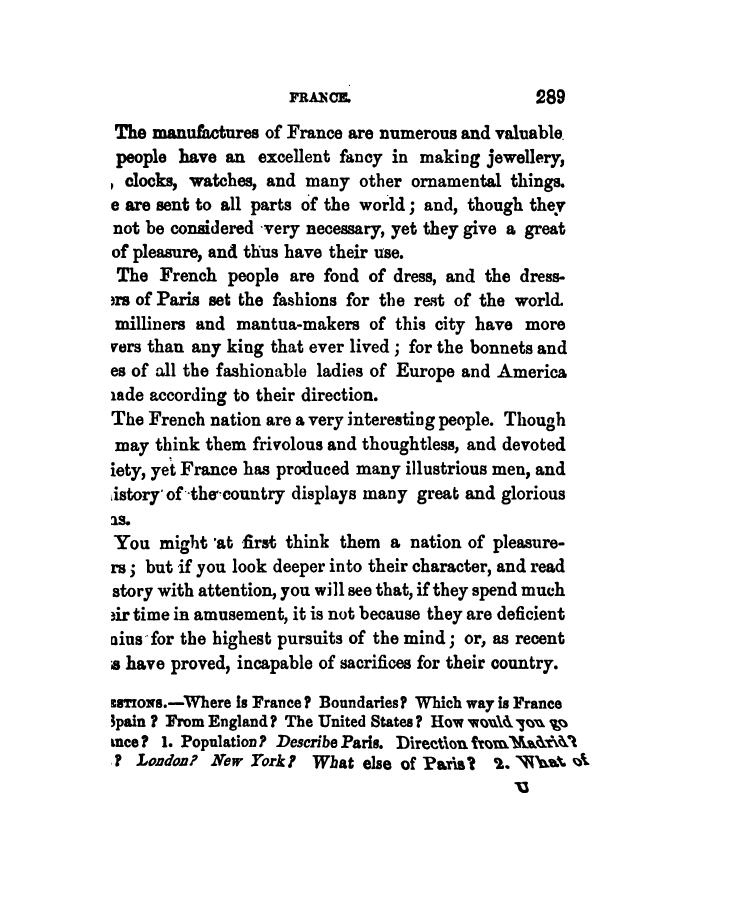 FRANCE. 289
The manufactures of France are numerous and valuable.
people have an excellent fancy in making jewellery,
, clocks, watches, and many other ornamental things.
e are sent to all parts of the world; and, though they
not be considered very necessary, yet they give a great
of pleasure, and thus have their use.
The French people are fond of dress, and the dress-
ers of Paris set the fashions for the rest of the world.
milliners and mantua-makers of this city have more
vers than any king that ever lived; for the bonnets and
es of all the fashionable ladies of Europe and America
nade according to their direction.
The French nation are a very interesting people. Though
may think them frivolous and thoughtless, and devoted
iety, yet France has produced many illustrious men, and
istory of the country displays many great and glorious
ns.
You might at first think them a nation of pleasure-
rs; but if you look deeper into their character, and read
story with attention, you will see that, if they spend much
eir time in amusement, it is not because they are deficient
nius for the highest pursuits of the mind; or, as recent
s have proved, incapable of sacrifices for their country.
ESTIONS.—Where is France? Boundaries? Which way is France
Spain? From England? The United States? How would you go
ance? 1. Population? Describe Paris. Direction from Madrid?
? London? New York? What else of Paris? 2. What of
U